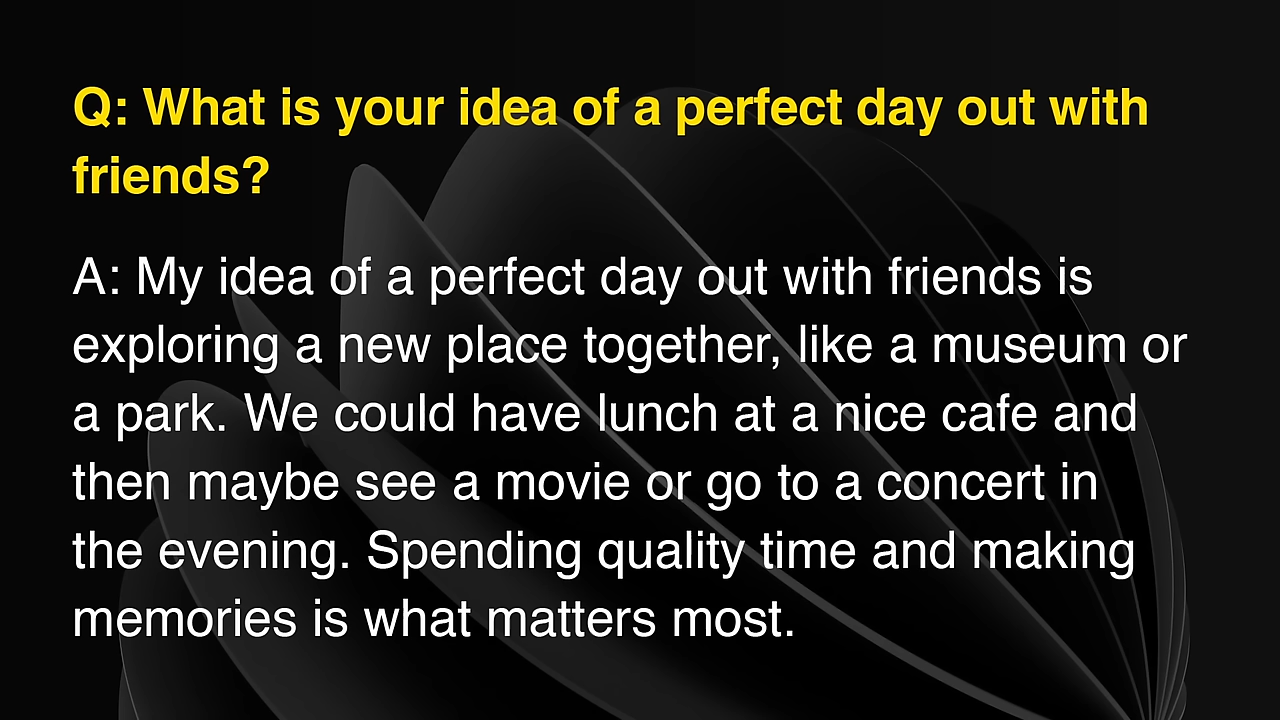 Q: What is your idea of a perfect day out with
friends?
A: My idea of a perfect day out with friends is
exploring a new place together, like a museum or
a park. We could have lunch at a nice cafe and
then maybe see a movie or go to a concert in
the evening. Spending quality time and making
memories is what matters most.